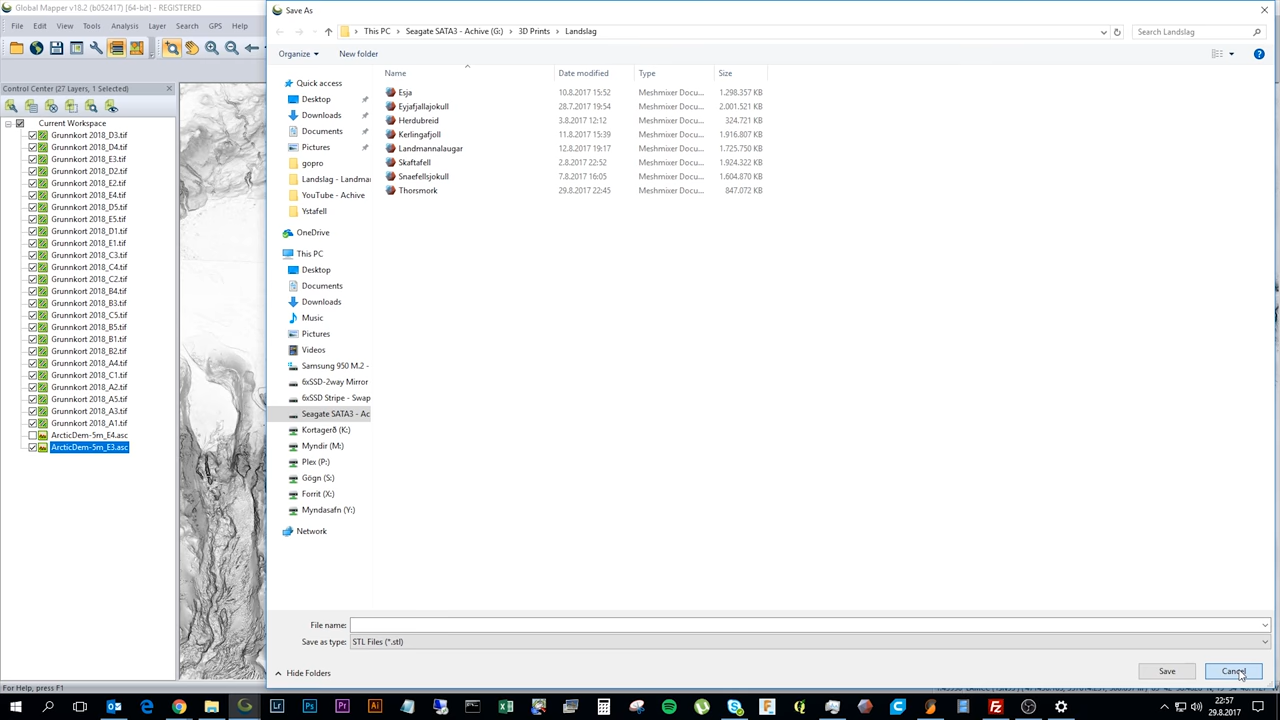 Global Mapper v18.2 (b052417) [64-bit] - REGISTERED
File Edit View Tools Analysis Layer Search GPS Help
Control Center (27 Layers, 1 Selected)
Current Workspace
Grunnkort 2018_D3.tif
Grunnkort 2018_D4.tif
Grunnkort 2018_E3.tif
Grunnkort 2018_D2.tif
Grunnkort 2018_E2.tif
Grunnkort 2018_E4.tif
Grunnkort 2018_D5.tif
Grunnkort 2018_E5.tif
Grunnkort 2018_D1.tif
Grunnkort 2018_E1.tif
Grunnkort 2018_C3.tif
Grunnkort 2018_C4.tif
Grunnkort 2018_C2.tif
Grunnkort 2018_B4.tif
Grunnkort 2018_B3.tif
Grunnkort 2018_C5.tif
Grunnkort 2018_B5.tif
Grunnkort 2018_B1.tif
Grunnkort 2018_B2.tif
Grunnkort 2018_A4.tif
Grunnkort 2018_C1.tif
Grunnkort 2018_A2.tif
Grunnkort 2018_A5.tif
Grunnkort 2018_A3.tif
Grunnkort 2018_A1.tif
ArcticDem-5m_E4.asc
ArcticDem-5m_E3.asc
For Help, press F1
Save As
This PC > Seagate SATA3 - Achive (G:) > 3D Prints > Landslag
Search Landslag
Organize New folder
Quick access
Desktop
Downloads
Documents
Pictures
gopro
Landslag - Landma
YouTube - Achive
Ystafell
OneDrive
This PC
Desktop
Documents
Downloads
Music
Pictures
Videos
Samsung 950 M.2 -
6xSSD-2way Mirror
6xSSD Stripe - Swap
Seagate SATA3 - Ac
Kortagerð (K:)
Myndir (M:)
Plex (P:)
Gögn (S:)
Forrit (X:)
Myndasafn (Y:)
Network
Name Date modified Type Size
Esja 10.8.2017 15:52 Meshmixer Docu... 1.298.357 KB
Eyjafjallajokull 28.7.2017 19:54 Meshmixer Docu... 2.001.521 KB
Herdubreid 3.8.2017 12:12 Meshmixer Docu... 324.721 KB
Kerlingafjoll 11.8.2017 15:39 Meshmixer Docu... 1.916.807 KB
Landmannalaugar 12.8.2017 19:17 Meshmixer Docu... 1.725.750 KB
Skaftafell 2.8.2017 22:52 Meshmixer Docu... 1.924.322 KB
Snaefellsjokull 7.8.2017 16:05 Meshmixer Docu... 1.604.870 KB
Thorsmork 29.8.2017 22:45 Meshmixer Docu... 847.072 KB
File name:
Save as type: STL Files (*.stl)
Hide Folders
Save Cancel
22:57
29.8.2017